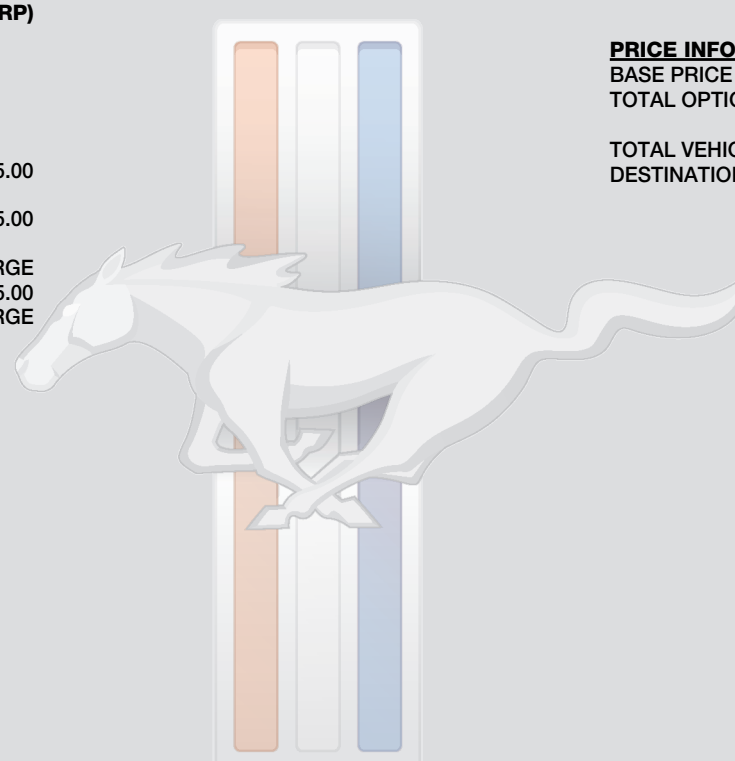 RP)
5.00
5.00
RGE
5.00
RGE
PRICE INFO
BASE PRICE
TOTAL OPTIO
TOTAL VEHIC
DESTINATION